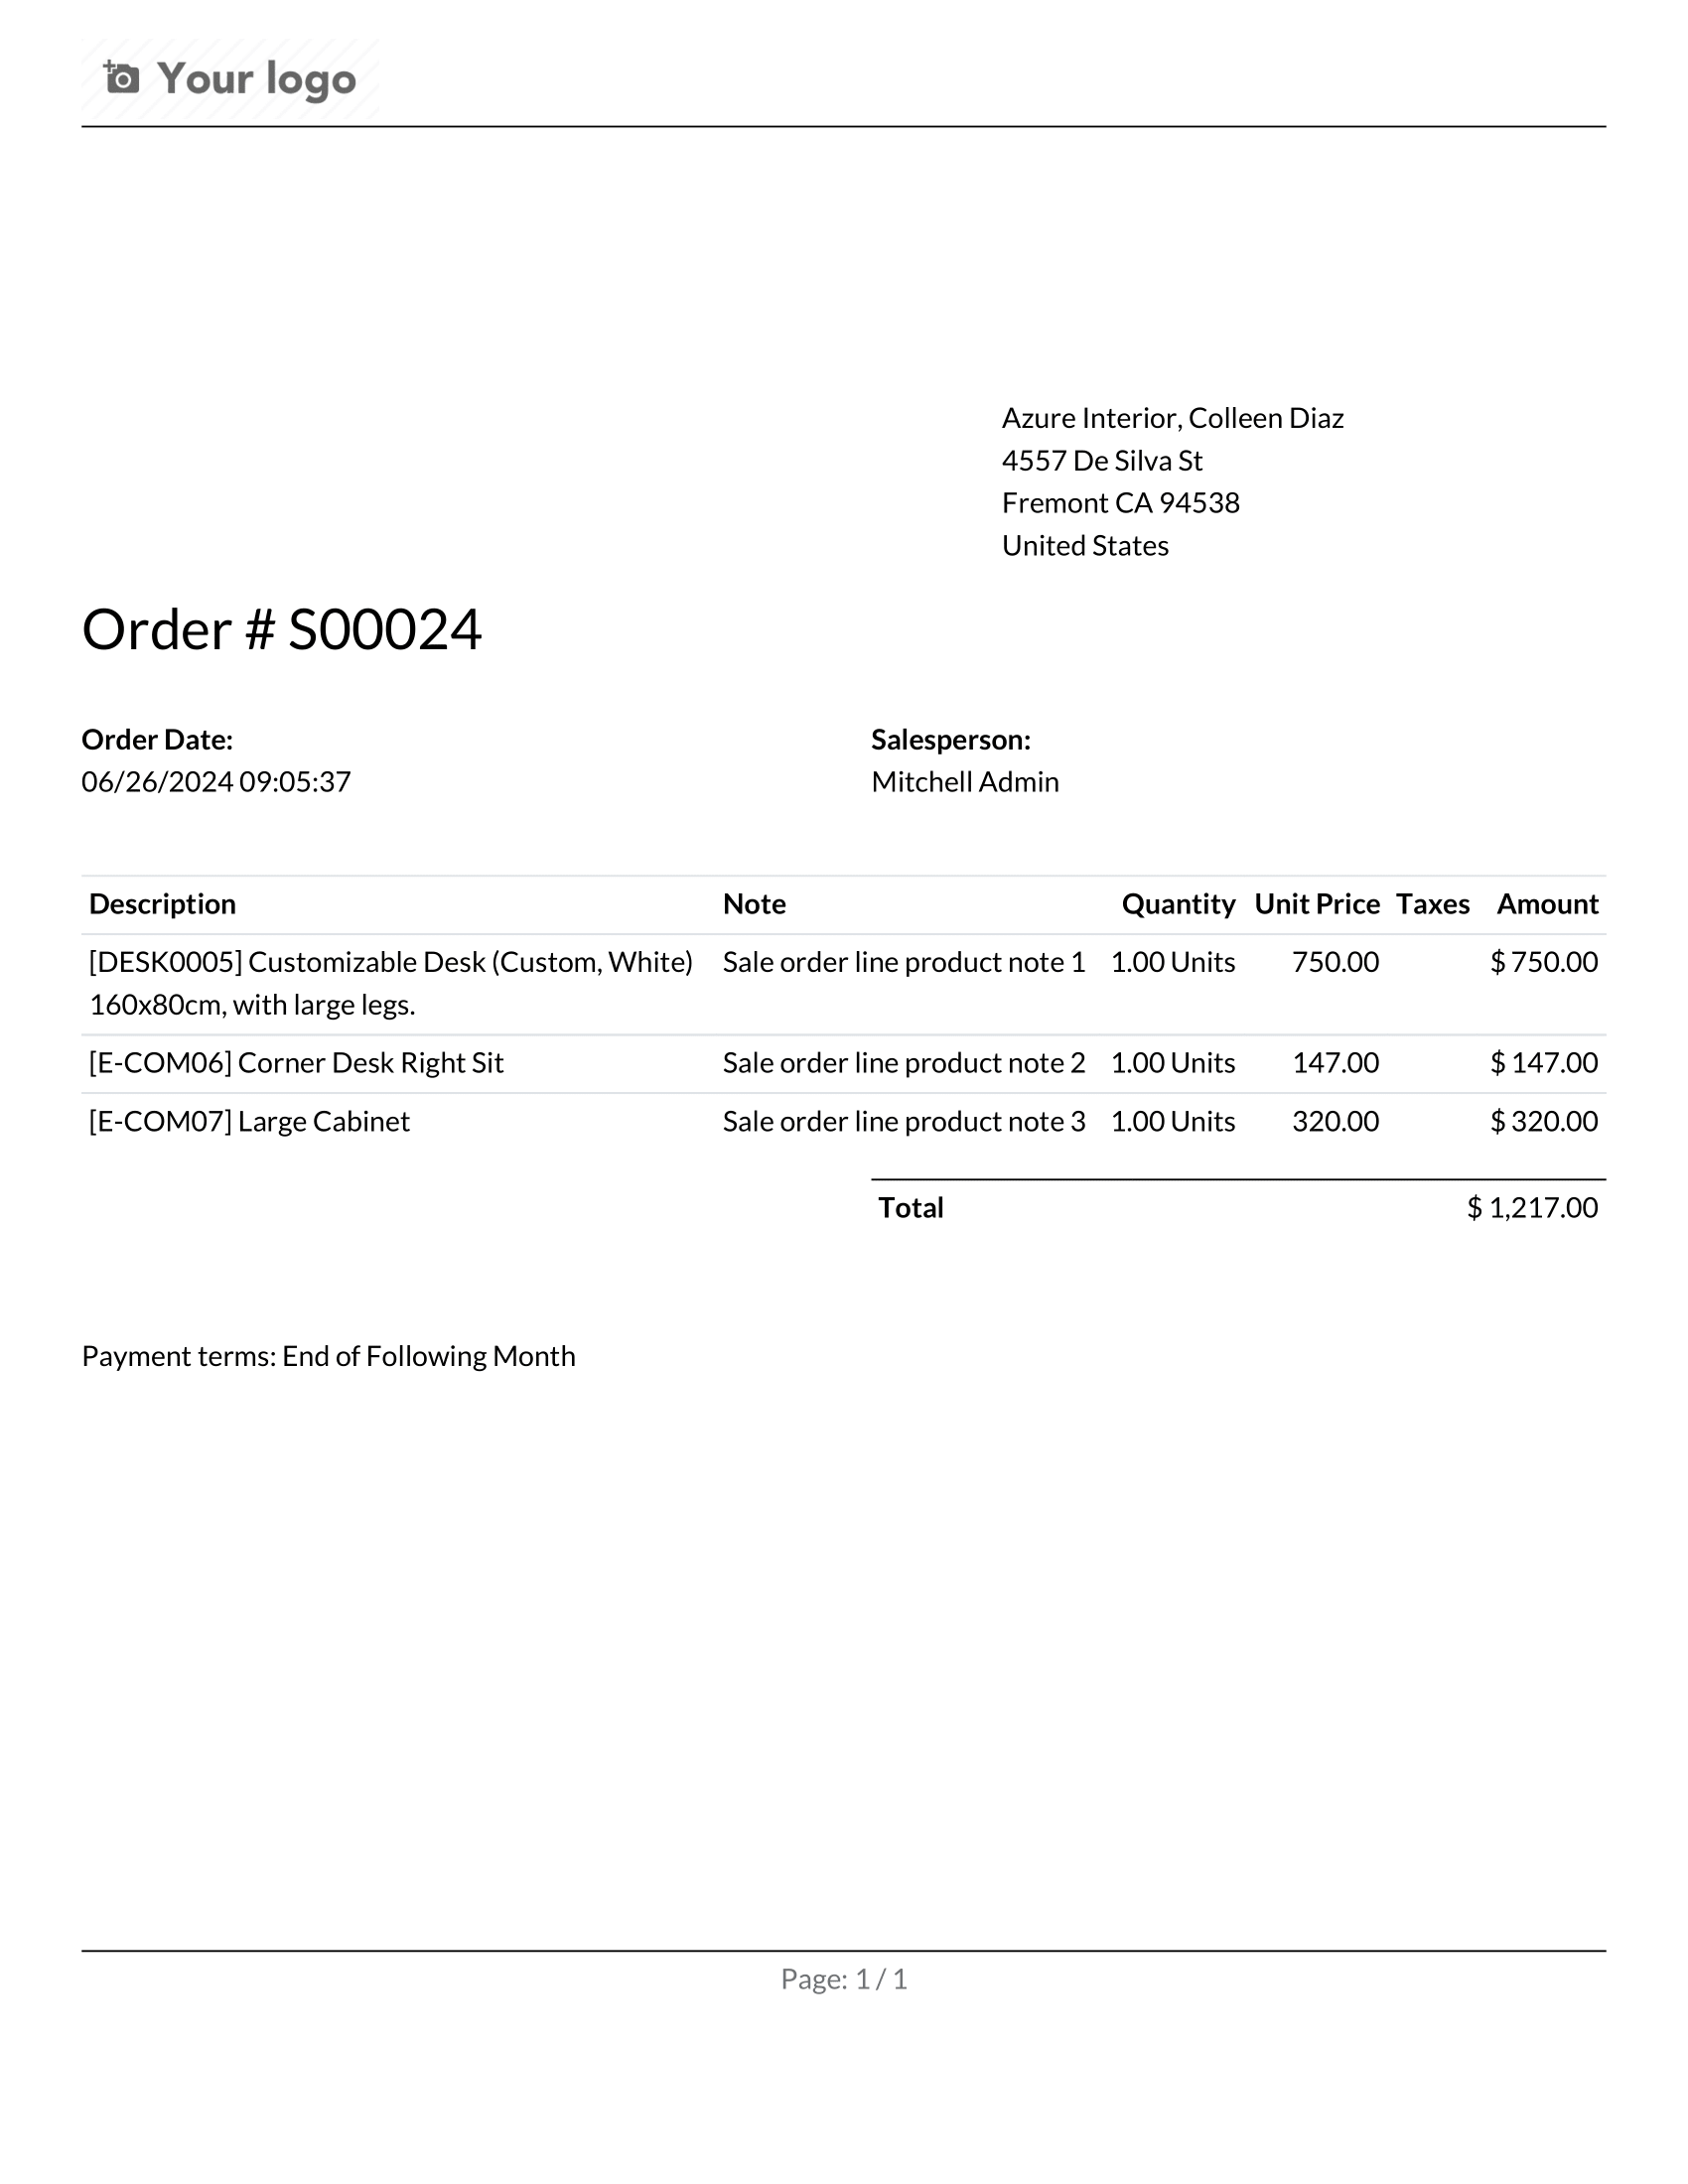 Your logo
Azure Interior, Colleen Diaz
4557 De Silva St
Fremont CA 94538
United States
Order # S00024
Order Date:
06/26/2024 09:05:37
Salesperson:
Mitchell Admin
Description Note Quantity Unit Price Taxes Amount
[DESK0005] Customizable Desk (Custom, White) Sale order line product note 1 1.00 Units 750.00 $ 750.00
160x80cm, with large legs.
[E-COM06] Corner Desk Right Sit Sale order line product note 2 1.00 Units 147.00 $ 147.00
[E-COM07] Large Cabinet Sale order line product note 3 1.00 Units 320.00 $ 320.00
Total $ 1,217.00
Payment terms: End of Following Month
Page: 1 / 1